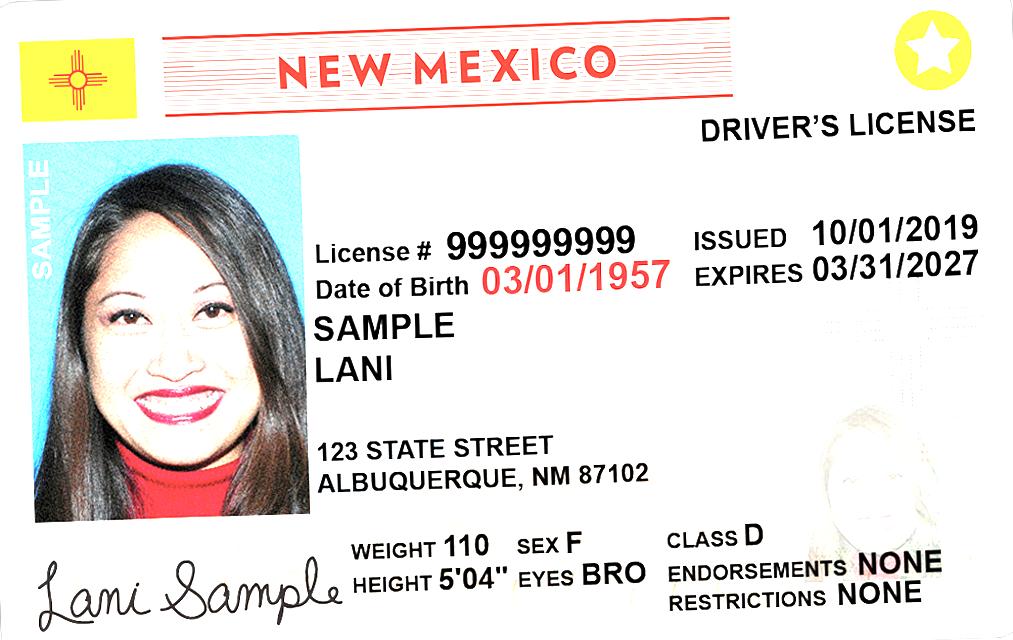 NEW MEXICO
DRIVER'S LICENSE
SAMPLE
License # 999999999
ISSUED 10/01/2019
Date of Birth 03/01/1957
EXPIRES 03/31/2027
SAMPLE
LANI
123 STATE STREET
ALBUQUERQUE, NM 87102
WEIGHT 110 SEX F
CLASS D
HEIGHT 5'04" EYES BRO
ENDORSEMENTS NONE
RESTRICTIONS NONE
Lani Sample